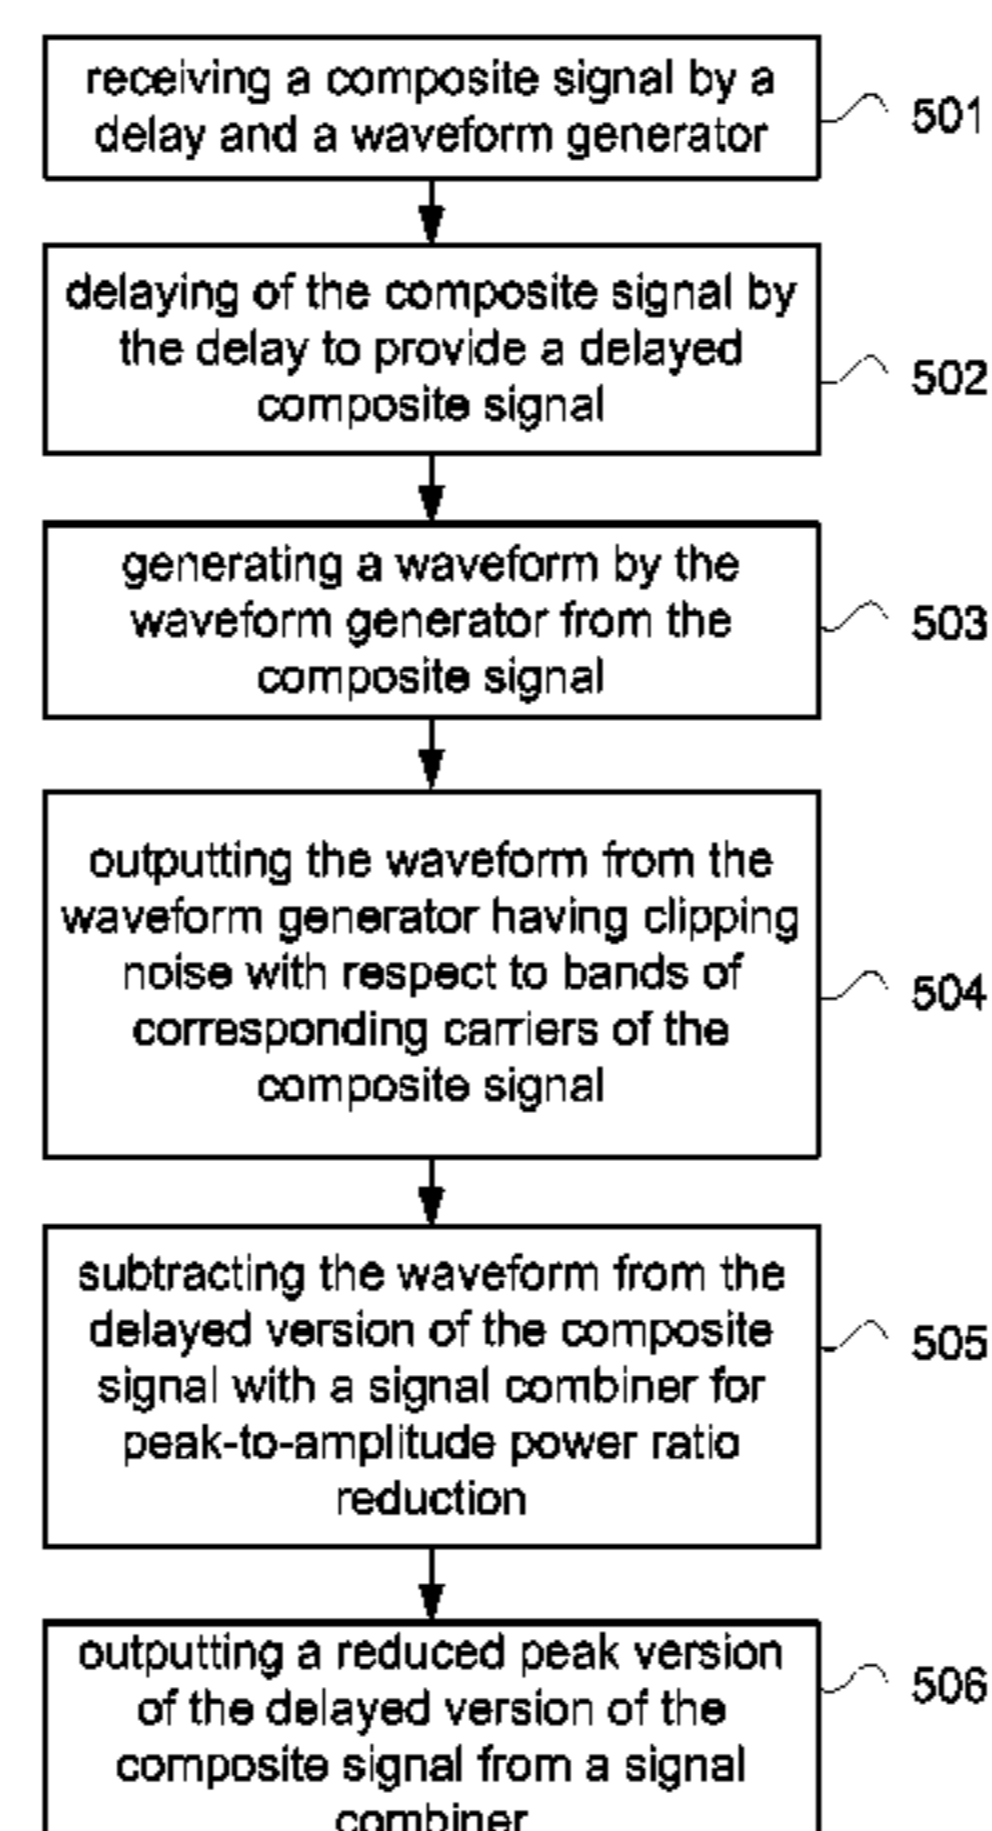 receiving a composite signal by a
delay and a waveform generator
501
delaying of the composite signal by
the delay to provide a delayed
composite signal
502
generating a waveform by the
waveform generator from the
composite signal
503
outputting the waveform from the
waveform generator having clipping
noise with respect to bands of
corresponding carriers of the
composite signal
504
subtracting the waveform from the
delayed version of the composite
signal with a signal combiner for
peak-to-amplitude power ratio
reduction
505
outputting a reduced peak version
of the delayed version of the
composite signal from a signal
combiner
506